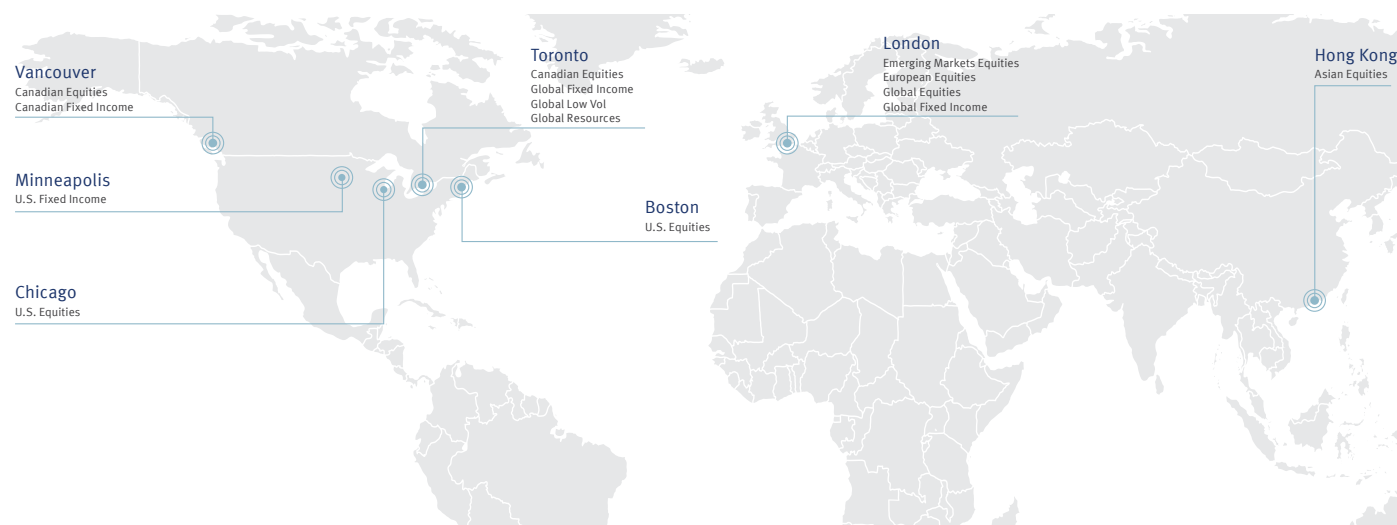 Vancouver
Canadian Equities
Canadian Fixed Income
Minneapolis
U.S. Fixed Income
Chicago
U.S. Equities
Toronto
Canadian Equities
Global Fixed Income
Global Low Vol
Global Resources
Boston
U.S. Equities
London
Emerging Markets Equities
European Equities
Global Equities
Global Fixed Income
Hong Kong
Asian Equities